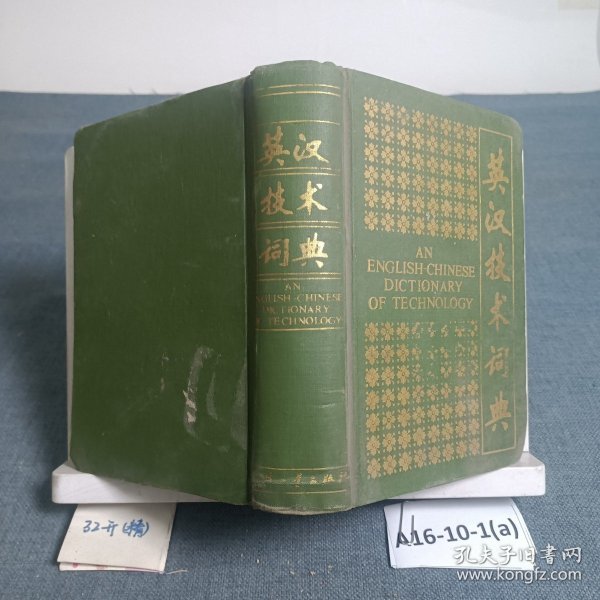 英汉
技术
词典
AN
ENGLISH-CHINESE
DICTIONARY
OF TECHNOLOGY
AN
ENGLISH-CHINESE
DICTIONARY
OF TECHNOLOGY
英汉技术词典
32开(精)
A16-10-1(a)
孔夫子旧书网
www.kongfz.com